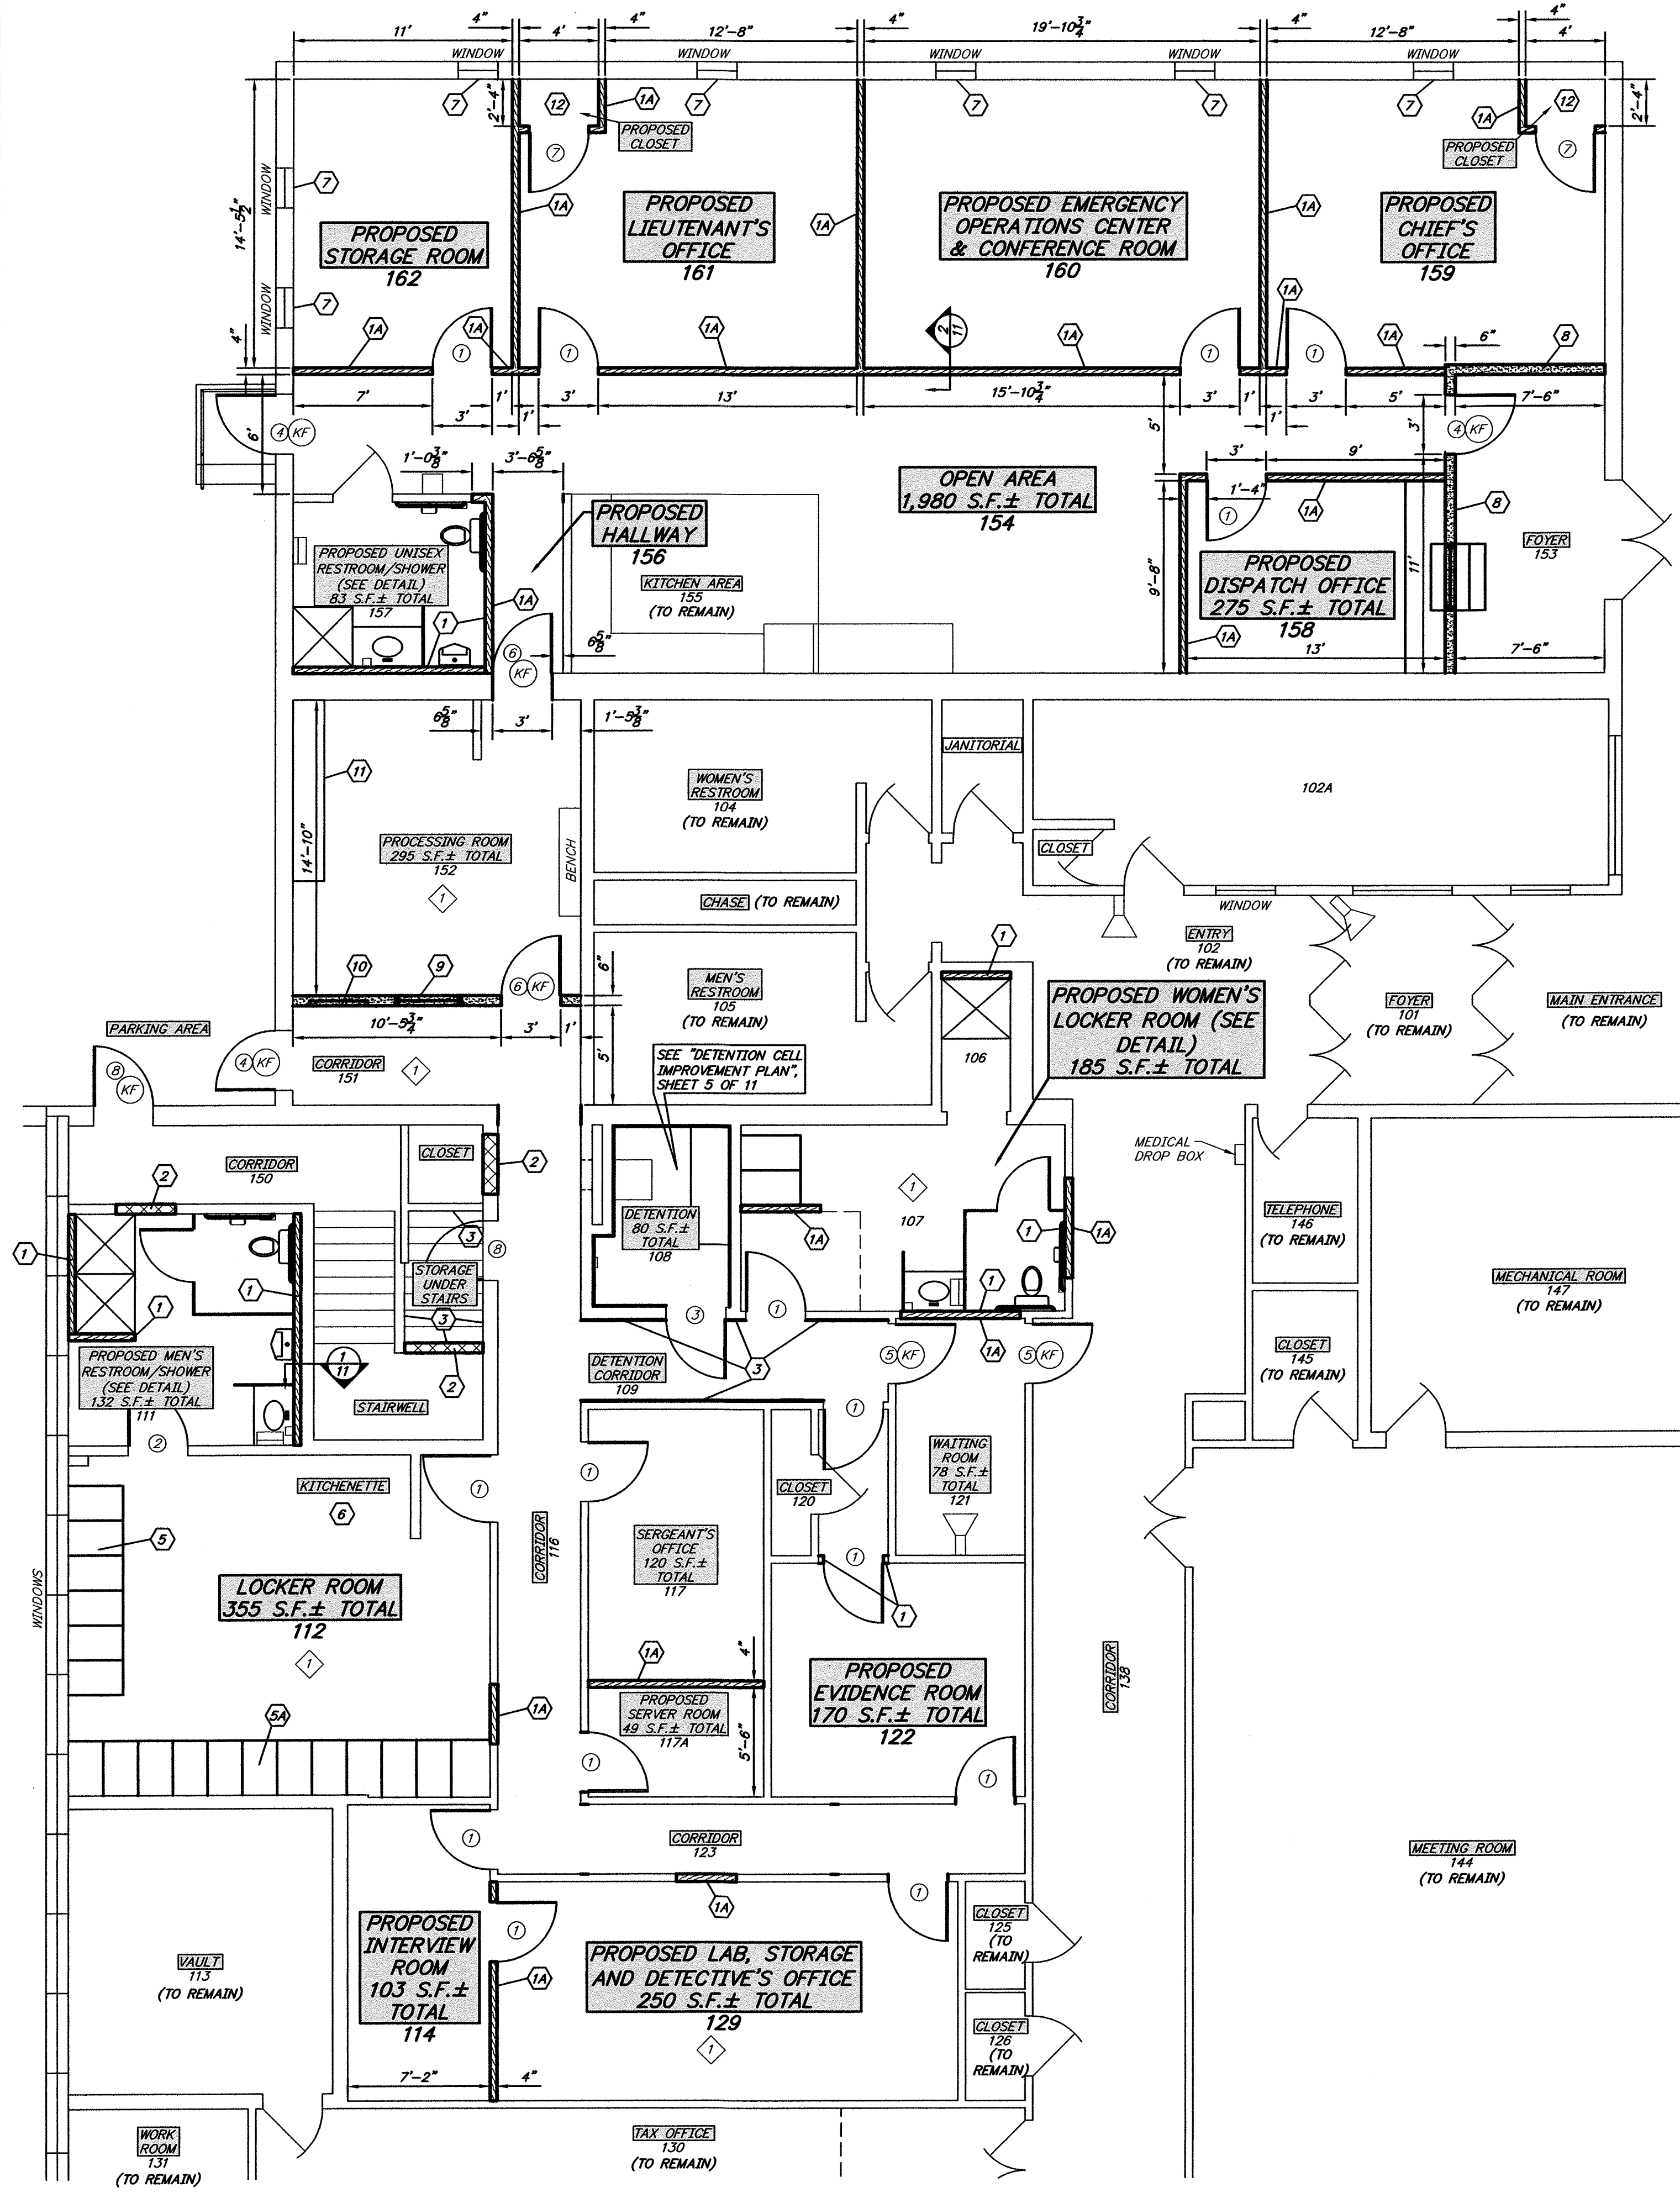 11'
4"
4'
4"
12'-8"
4"
19'-10 3/4"
4"
12'-8"
4"
4'
WINDOW
WINDOW
WINDOW
WINDOW
WINDOW
7
12
1A
7
7
7
7
1A
12
2'-4"
2'-4"
PROPOSED
CLOSET
7
PROPOSED
CLOSET
7
14'-5 1/2"
WINDOW
7
1A
1A
1A
PROPOSED
STORAGE ROOM
162
PROPOSED
LIEUTENANT'S
OFFICE
161
PROPOSED EMERGENCY
OPERATIONS CENTER
& CONFERENCE ROOM
160
PROPOSED
CHIEF'S
OFFICE
159
WINDOW
7
4"
1A
1A
1
1
1A
2
11
1A
1
1A
1
1A
6"
8
7'
3'
1'
1'
3'
13'
15'-10 3/4"
3'
1'
1'
3'
5'
7'-6"
6'
4
KF
5'
3'
4
KF
1'-0 3/8"
3'-6 5/8"
OPEN AREA
1,980 S.F.± TOTAL
154
3'
9'
1'-4"
1
1A
8
PROPOSED
HALLWAY
156
PROPOSED UNISEX
RESTROOM/SHOWER
(SEE DETAIL)
83 S.F.± TOTAL
157
KITCHEN AREA
155
(TO REMAIN)
1A
1
9'-8"
PROPOSED
DISPATCH OFFICE
275 S.F.± TOTAL
158
11'
FOYER
153
6
KF
6 5/8"
1A
13'
7'-6"
6 5/8"
3'
1'-5 3/8"
11
14'-10"
JANITORIAL
WOMEN'S
RESTROOM
104
(TO REMAIN)
102A
PROCESSING ROOM
295 S.F.± TOTAL
152
1
BENCH
CLOSET
CHASE (TO REMAIN)
WINDOW
ENTRY
102
(TO REMAIN)
1
10
9
6
KF
6"
MEN'S
RESTROOM
105
(TO REMAIN)
PROPOSED WOMEN'S
LOCKER ROOM (SEE
DETAIL)
185 S.F.± TOTAL
FOYER
101
(TO REMAIN)
MAIN ENTRANCE
(TO REMAIN)
PARKING AREA
10'-5 3/4"
3'
1'
5'
106
4
KF
8
KF
CORRIDOR
151
1
SEE "DETENTION CELL
IMPROVEMENT PLAN",
SHEET 5 OF 11
MEDICAL
DROP BOX
CORRIDOR
150
CLOSET
2
2
1
107
DETENTION
80 S.F.±
TOTAL
108
1A
1
1A
TELEPHONE
146
(TO REMAIN)
1
1
3
8
STORAGE
UNDER
STAIRS
1
3
2
3
1
1
1A
MECHANICAL ROOM
147
(TO REMAIN)
PROPOSED MEN'S
RESTROOM/SHOWER
(SEE DETAIL)
132 S.F.± TOTAL
111
2
1
11
STAIRWELL
DETENTION
CORRIDOR
109
3
5
KF
5
KF
CLOSET
145
(TO REMAIN)
1
KITCHENETTE
6
1
1
CLOSET
120
WAITING
ROOM
78 S.F.±
TOTAL
121
5
WINDOWS
CORRIDOR
116
SERGEANT'S
OFFICE
120 S.F.±
TOTAL
117
1
LOCKER ROOM
355 S.F.± TOTAL
112
1
1
1A
4"
CORRIDOR
138
PROPOSED
EVIDENCE ROOM
170 S.F.± TOTAL
122
5A
1A
PROPOSED
SERVER ROOM
49 S.F.± TOTAL
117A
5'-6"
1
1
1
CORRIDOR
123
MEETING ROOM
144
(TO REMAIN)
1A
1
1
PROPOSED
INTERVIEW
ROOM
103 S.F.±
TOTAL
114
CLOSET
125
(TO
REMAIN)
VAULT
113
(TO REMAIN)
1A
PROPOSED LAB, STORAGE
AND DETECTIVE'S OFFICE
250 S.F.± TOTAL
129
1
CLOSET
126
(TO
REMAIN)
7'-2"
4"
WORK
ROOM
131
(TO REMAIN)
TAX OFFICE
130
(TO REMAIN)